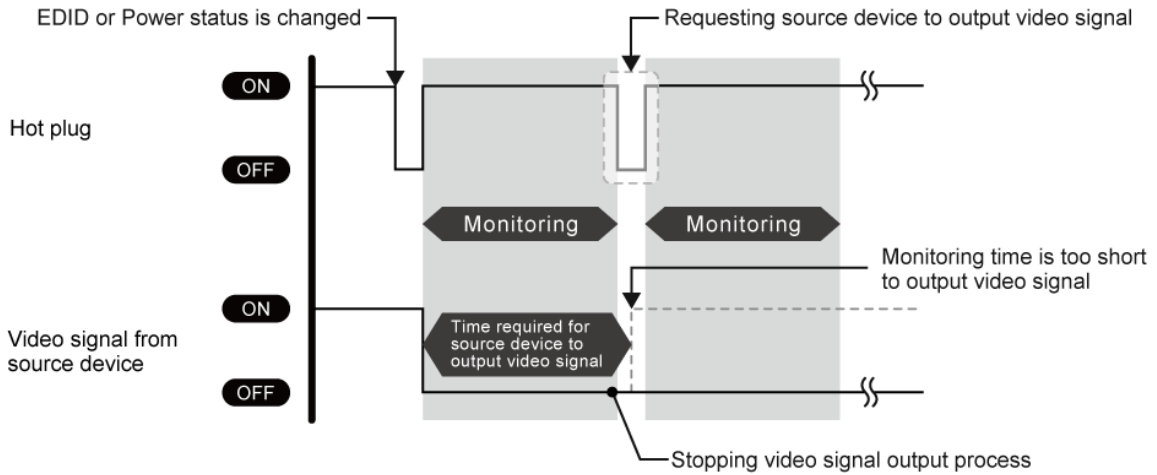 EDID or Power status is changed
Requesting source device to output video signal
ON
Hot plug
OFF
Monitoring
Monitoring
Monitoring time is too short
to output video signal
ON
Video signal from
source device
Time required for
source device to
output video signal
OFF
Stopping video signal output process